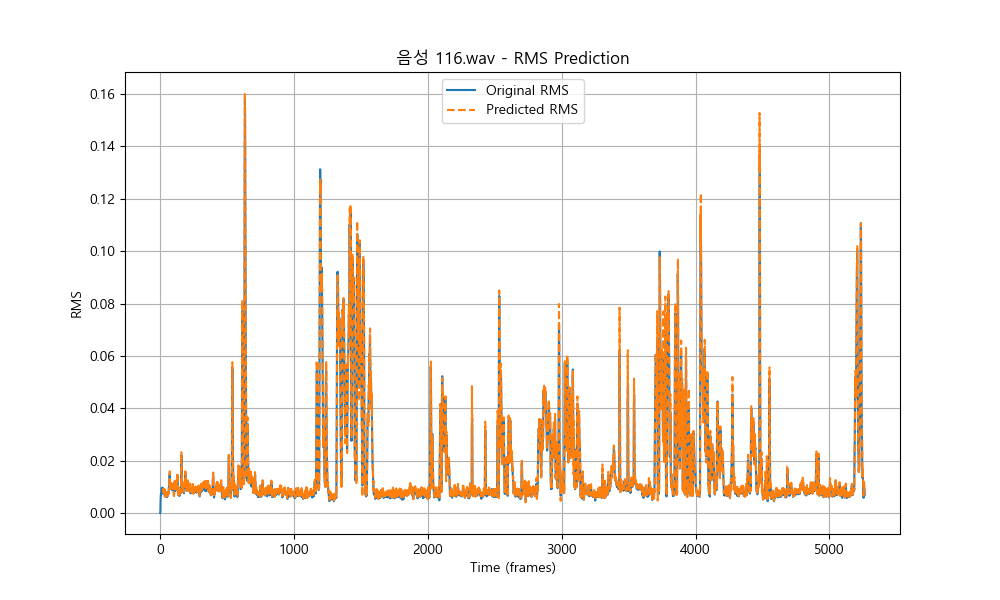 음성 116.wav - RMS Prediction
Original RMS
Predicted RMS
0.16
0.14
0.12
0.10
0.08
0.06
0.04
0.02
0.00
RMS
0 1000 2000 3000 4000 5000
Time (frames)